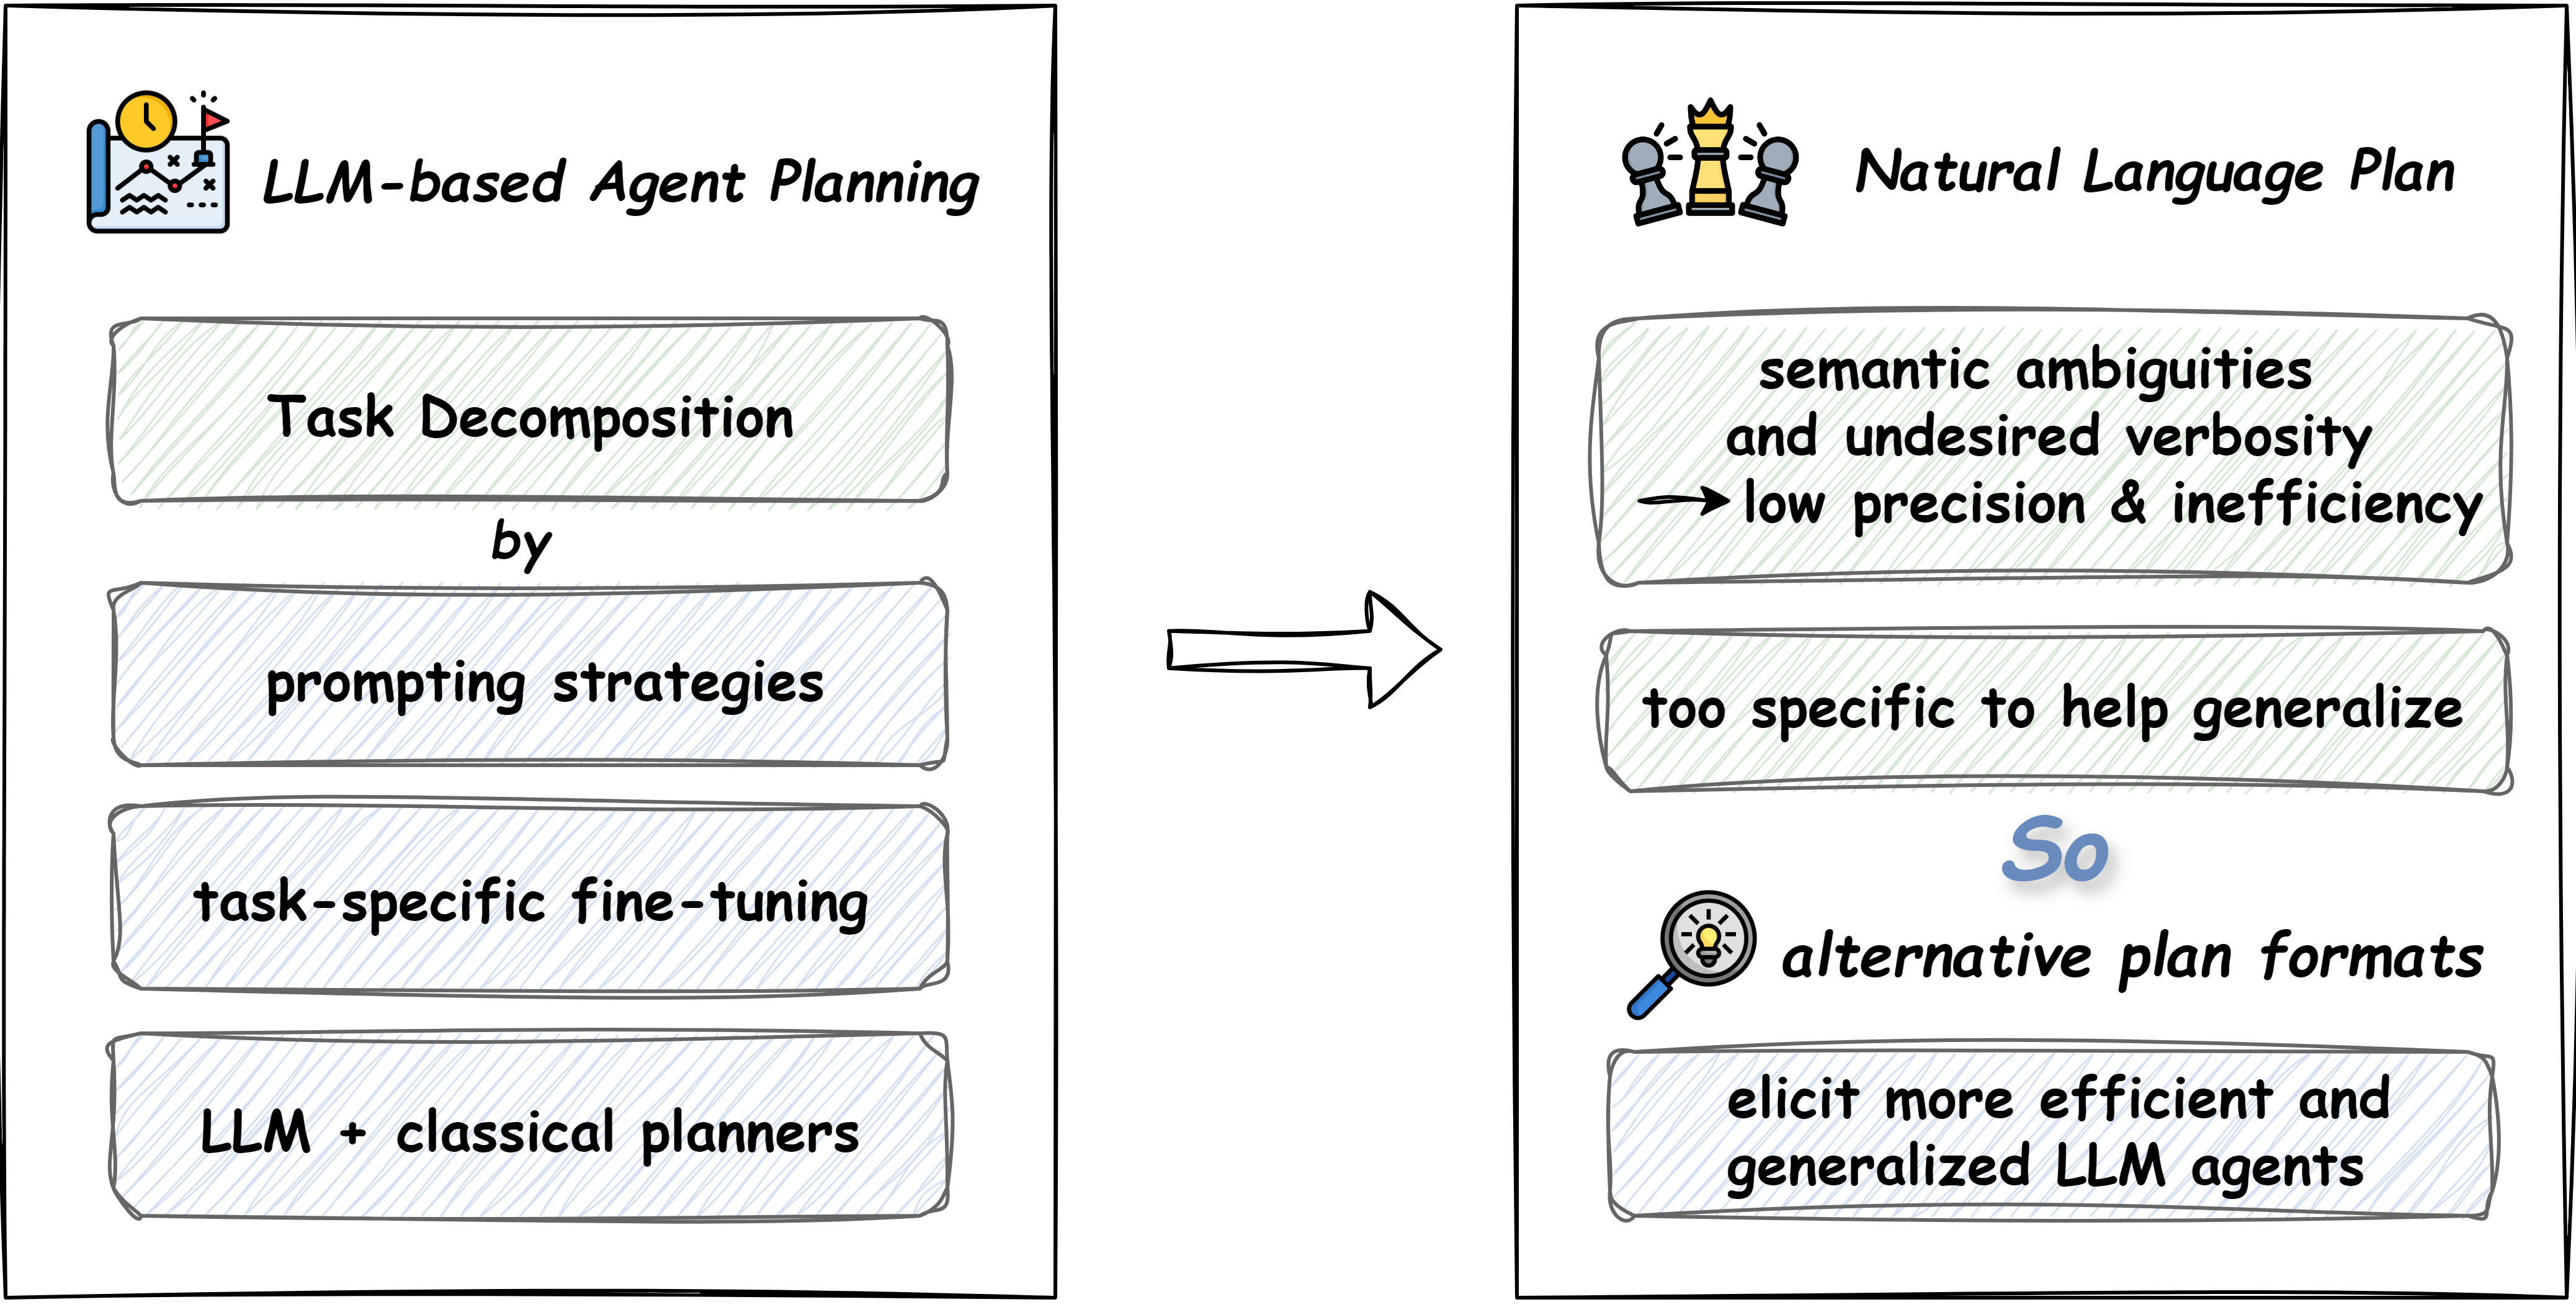 LLM-based Agent Planning
Task Decomposition
by
prompting strategies
task-specific fine-tuning
LLM + classical planners
Natural Language Plan
semantic ambiguities
and undesired verbosity
low precision & inefficiency
too specific to help generalize
So
alternative plan formats
elicit more efficient and
generalized LLM agents